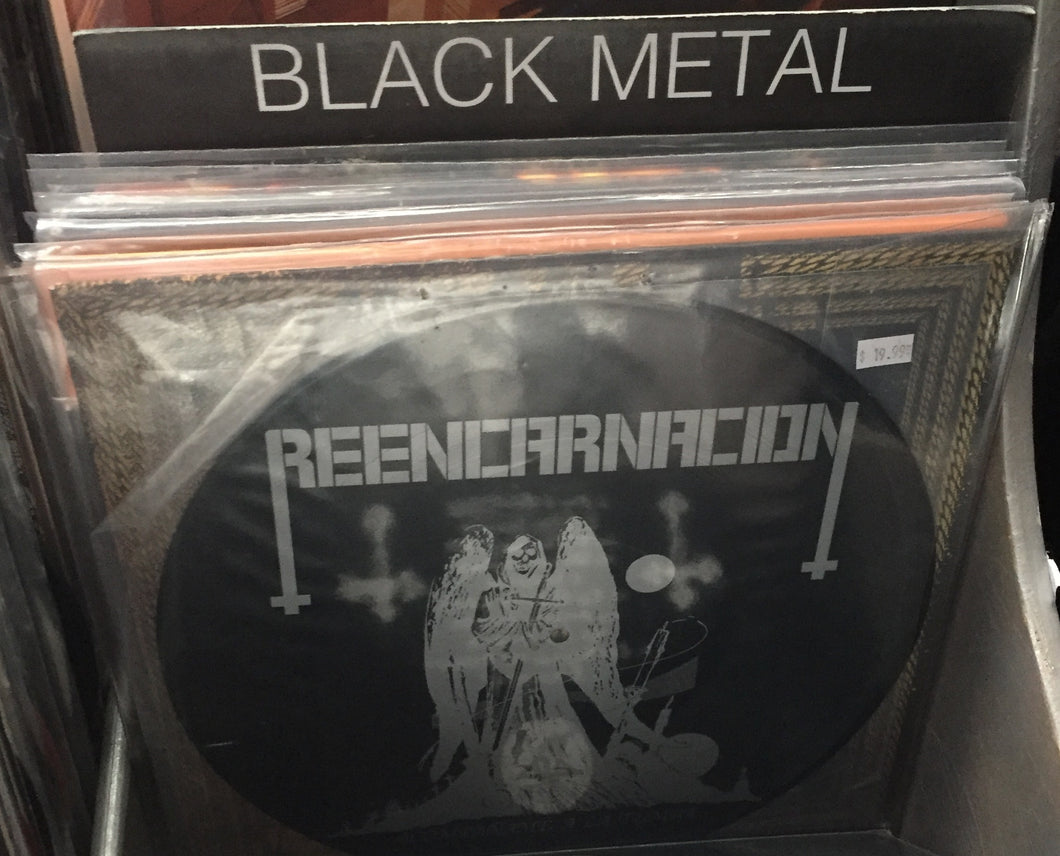 BLACK METAL
$ 19.99
REENCARNACION